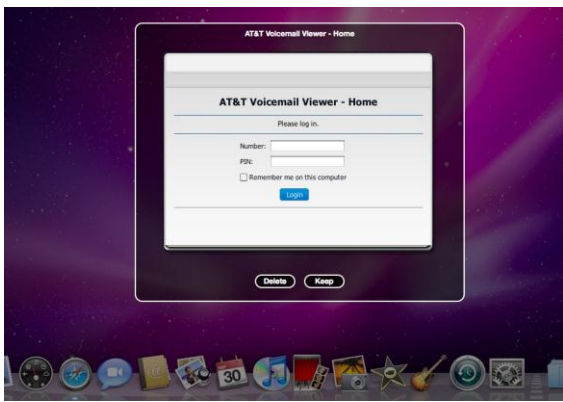 AT&T Voicemail Viewer - Home
AT&T Voicemail Viewer - Home
Please log in.
Number:
PIN:
Remember me on this computer
Login
Delete
Keep
30